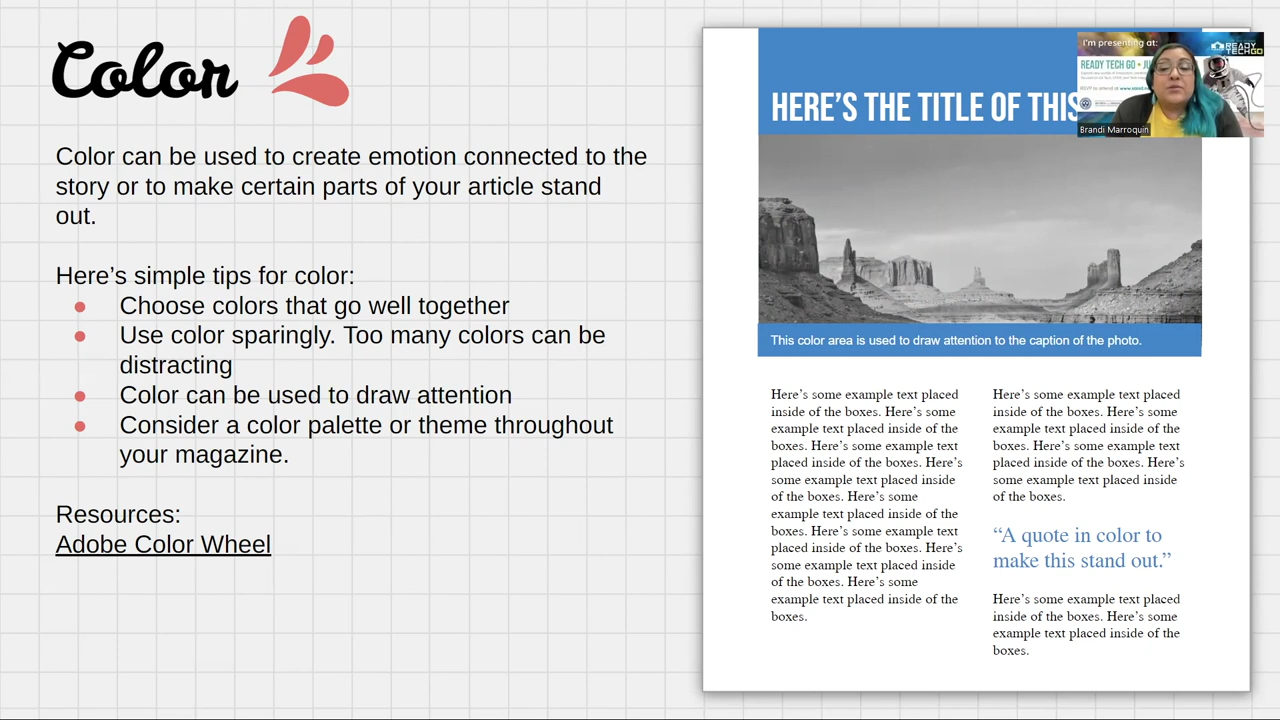 Color
Color can be used to create emotion connected to the
story or to make certain parts of your article stand
out.
Here's simple tips for color:
● Choose colors that go well together
● Use color sparingly. Too many colors can be
distracting
● Color can be used to draw attention
● Consider a color palette or theme throughout
your magazine.
Resources:
Adobe Color Wheel
HERE'S THE TITLE OF THIS
This color area is used to draw attention to the caption of the photo.
Here's some example text placed
inside of the boxes. Here's some
example text placed inside of the
boxes. Here's some example text
placed inside of the boxes. Here's
some example text placed inside
of the boxes. Here's some
example text placed inside of the
boxes. Here's some example text
placed inside of the boxes. Here's
some example text placed inside
of the boxes. Here's some
example text placed inside of the
boxes.
Here's some example text placed
inside of the boxes. Here's some
example text placed inside of the
boxes. Here's some example text
placed inside of the boxes. Here's
some example text placed inside
of the boxes.
“A quote in color to
make this stand out.”
Here's some example text placed
inside of the boxes. Here's some
example text placed inside of the
boxes.
I'm presenting at:
READY
TECHGO
READY TECH GO
Brandi Marroquin